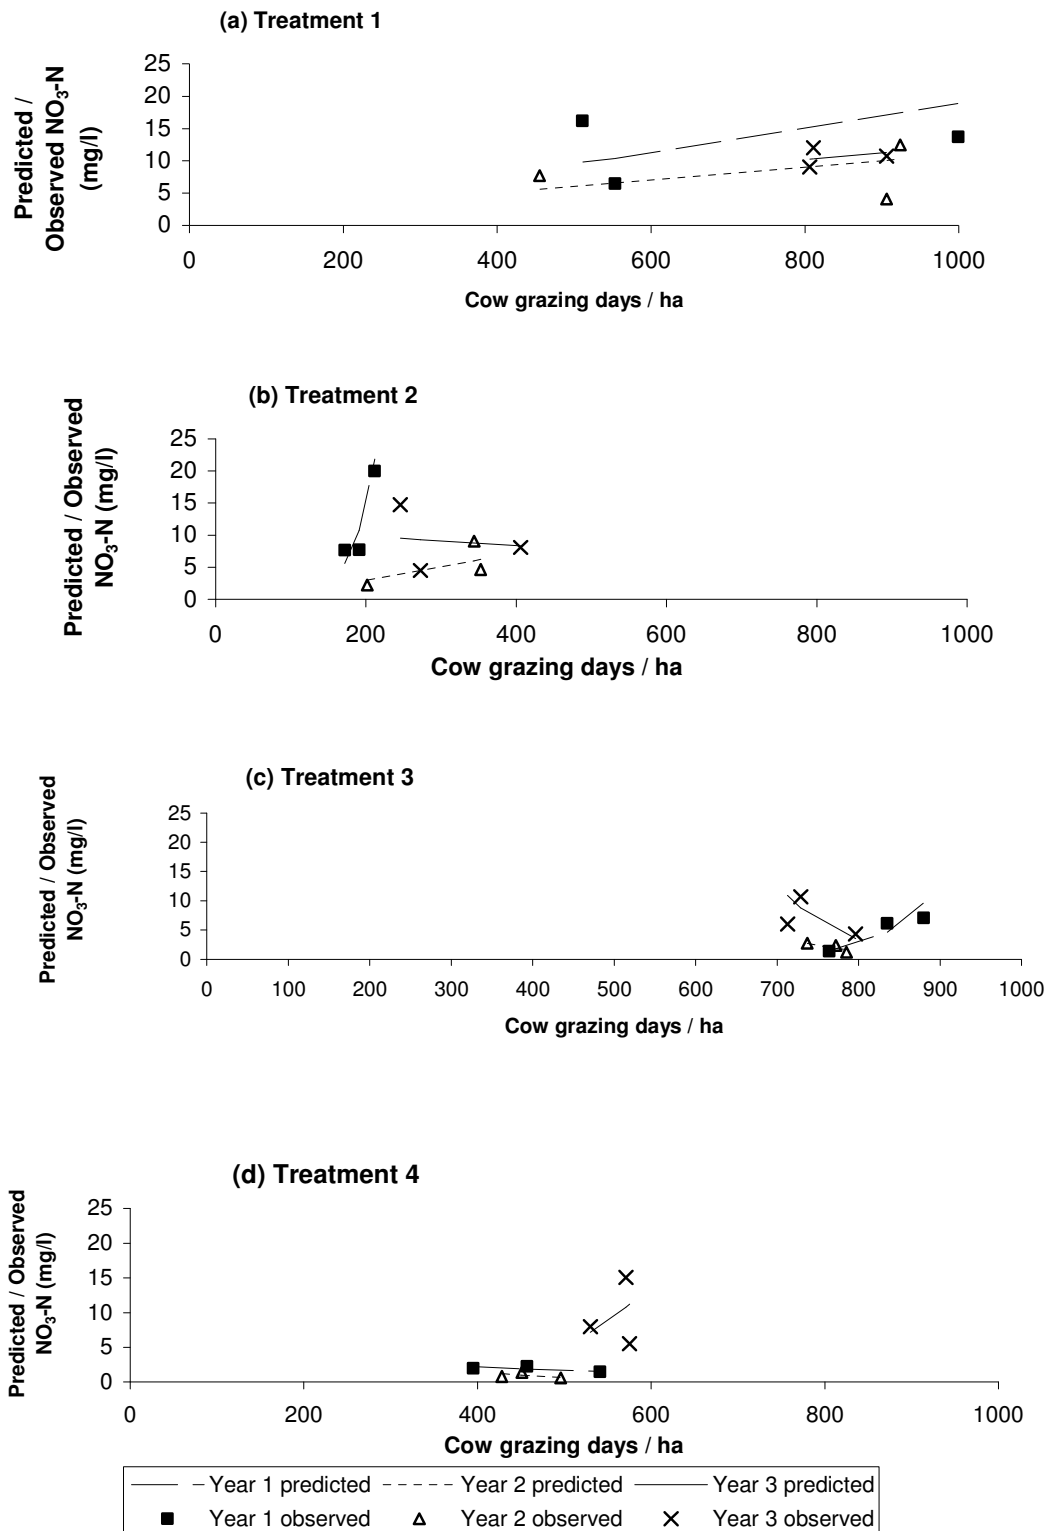 (a) Treatment 1
Predicted /
Observed NO₃-N
(mg/l)
25
20
15
10
5
0
0 200 400 600 800 1000
Cow grazing days / ha
(b) Treatment 2
Predicted / Observed
NO₃-N (mg/l)
25
20
15
10
5
0
0 200 400 600 800 1000
Cow grazing days / ha
(c) Treatment 3
Predicted / Observed
NO₃-N (mg/l)
25
20
15
10
5
0
0 100 200 300 400 500 600 700 800 900 1000
Cow grazing days / ha
(d) Treatment 4
Predicted / Observed
NO₃-N (mg/l)
25
20
15
10
5
0
0 200 400 600 800 1000
Cow grazing days / ha
Year 1 predicted Year 2 predicted Year 3 predicted
Year 1 observed Year 2 observed Year 3 observed